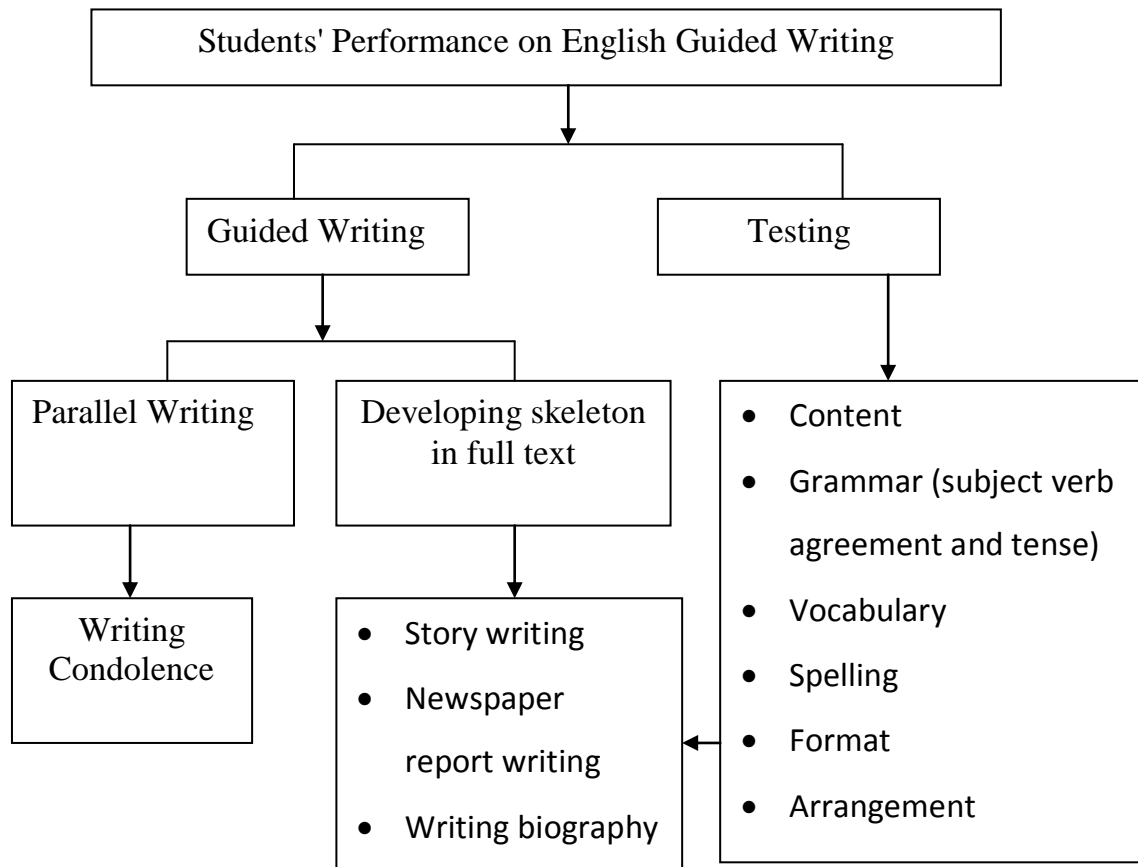 Students' Performance on English Guided Writing
Guided Writing
Testing
Parallel Writing
Developing skeleton
in full text
• Content
• Grammar (subject verb
agreement and tense)
• Vocabulary
• Spelling
• Format
• Arrangement
Writing
Condolence
• Story writing
• Newspaper
report writing
• Writing biography